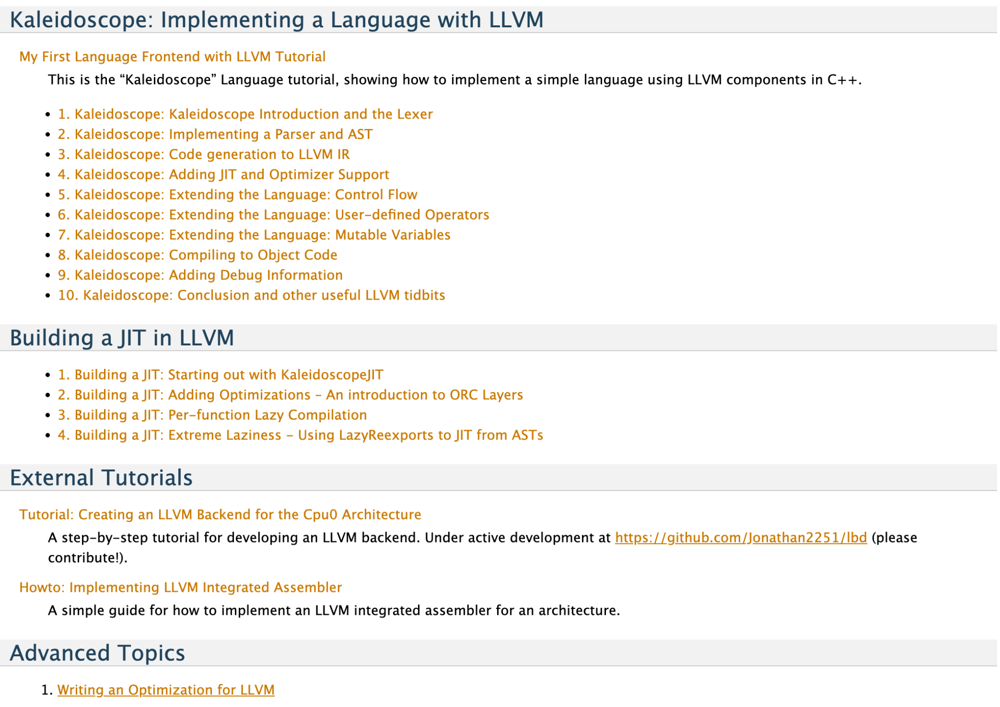 Kaleidoscope: Implementing a Language with LLVM
My First Language Frontend with LLVM Tutorial
This is the “Kaleidoscope” Language tutorial, showing how to implement a simple language using LLVM components in C++.
• 1. Kaleidoscope: Kaleidoscope Introduction and the Lexer
• 2. Kaleidoscope: Implementing a Parser and AST
• 3. Kaleidoscope: Code generation to LLVM IR
• 4. Kaleidoscope: Adding JIT and Optimizer Support
• 5. Kaleidoscope: Extending the Language: Control Flow
• 6. Kaleidoscope: Extending the Language: User-defined Operators
• 7. Kaleidoscope: Extending the Language: Mutable Variables
• 8. Kaleidoscope: Compiling to Object Code
• 9. Kaleidoscope: Adding Debug Information
• 10. Kaleidoscope: Conclusion and other useful LLVM tidbits
Building a JIT in LLVM
• 1. Building a JIT: Starting out with KaleidoscopeJIT
• 2. Building a JIT: Adding Optimizations – An introduction to ORC Layers
• 3. Building a JIT: Per-function Lazy Compilation
• 4. Building a JIT: Extreme Laziness – Using LazyReexports to JIT from ASTs
External Tutorials
Tutorial: Creating an LLVM Backend for the Cpu0 Architecture
A step-by-step tutorial for developing an LLVM backend. Under active development at https://github.com/Jonathan2251/lbd (please
contribute!).
Howto: Implementing LLVM Integrated Assembler
A simple guide for how to implement an LLVM integrated assembler for an architecture.
Advanced Topics
1. Writing an Optimization for LLVM